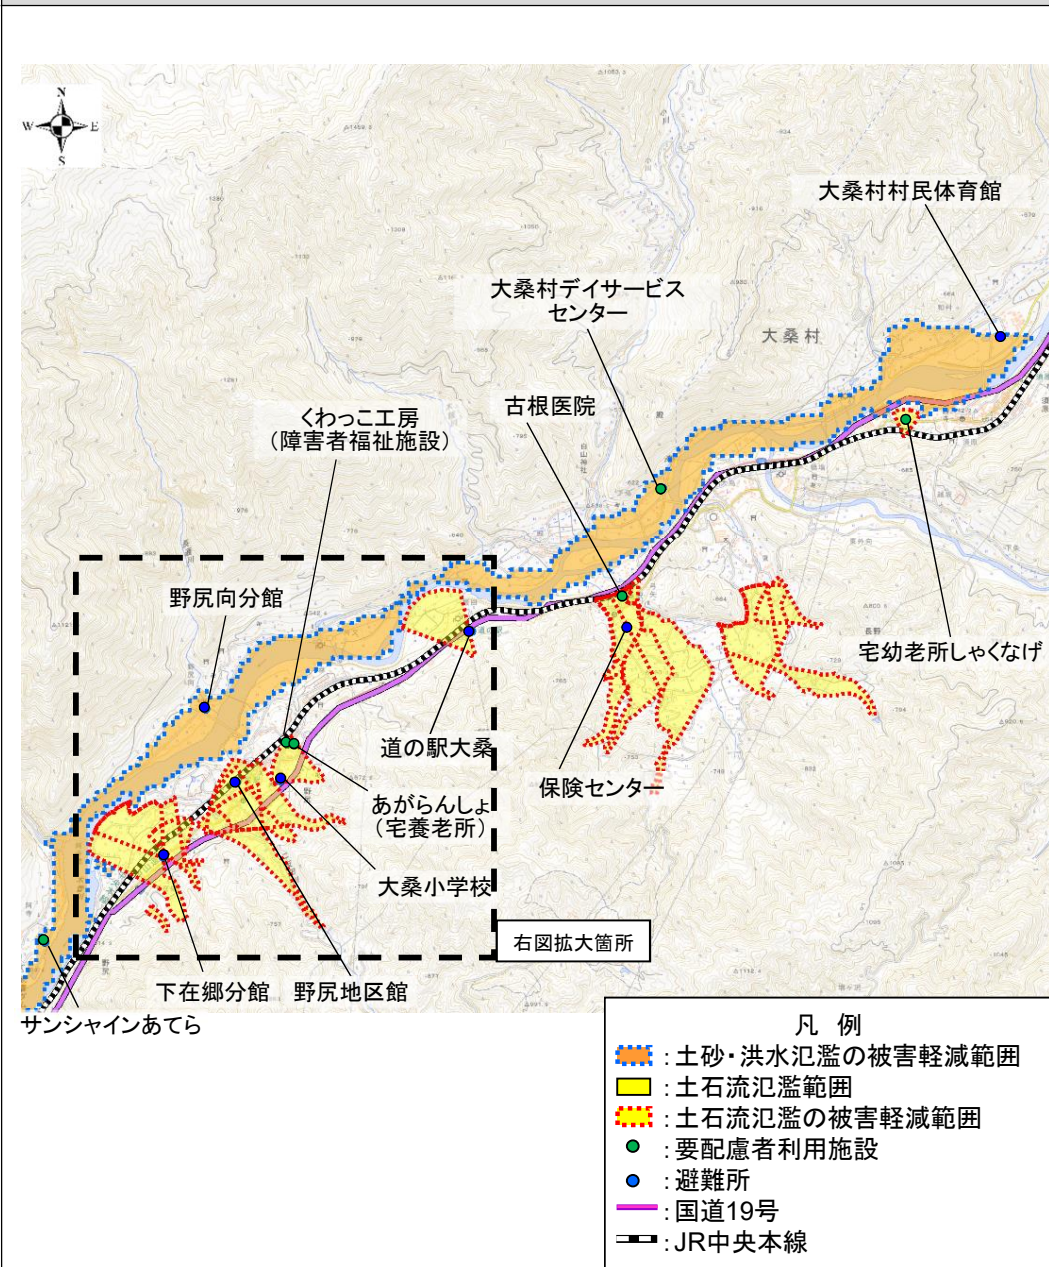 N
W E
S
大桑村村民体育館
大桑村デイサービス
センター
大桑村
くわっこ工房
（障害者福祉施設）
古根医院
野尻向分館
宅幼老所しゃくなげ
道の駅大桑
保険センター
あがらんしょ
（宅養老所）
大桑小学校
右図拡大箇所
下在郷分館
野尻地区館
サンシャインあてら
凡 例
：土砂・洪水氾濫の被害軽減範囲
：土石流氾濫範囲
：土石流氾濫の被害軽減範囲
：要配慮者利用施設
：避難所
：国道19号
：JR中央本線